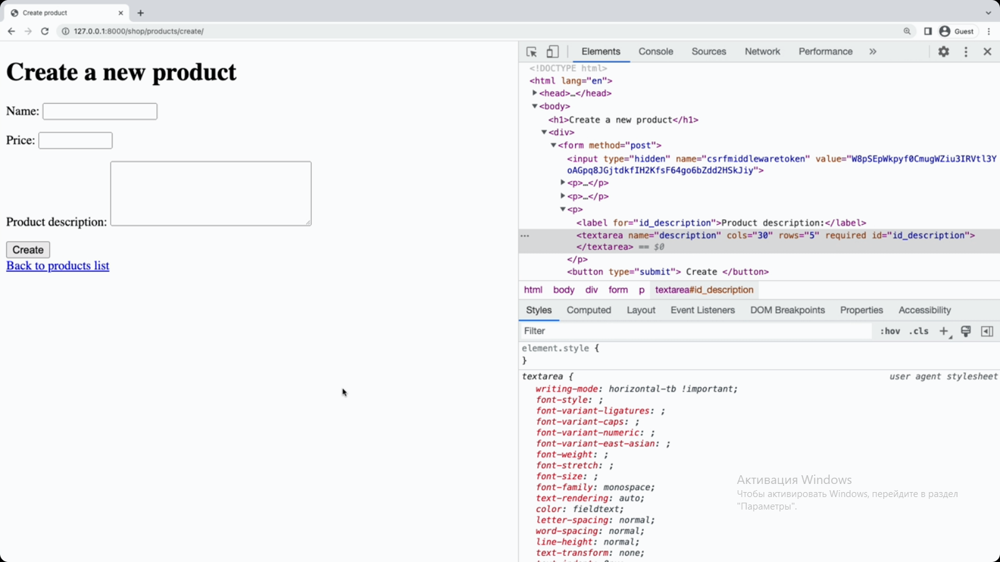 Create product
127.0.0.1:8000/shop/products/create/
Guest
Create a new product
Name:
Price:
Product description:
Create
Back to products list
Elements
Console
Sources
Network
Performance
<!DOCTYPE html>
<html lang="en">
<head>…</head>
<body>
<h1>Create a new product</h1>
<div>
<form method="post">
<input type="hidden" name="csrfmiddlewaretoken" value="W8pSEpWkpyf0CmugWZiu3IRVtl3Y
oAGpq8JGjtdkfIH2KfsF64go6bZdd2HSkJiy">
<p>…</p>
<p>…</p>
<p>
<label for="id_description">Product description:</label>
<textarea name="description" cols="30" rows="5" required id="id_description">
</textarea> == $0
</p>
<button type="submit"> Create </button>
html body div form p textarea#id_description
Styles
Computed
Layout
Event Listeners
DOM Breakpoints
Properties
Accessibility
Filter
:hov .cls
element.style {
}
textarea {
user agent stylesheet
writing-mode: horizontal-tb !important;
font-style: ;
font-variant-ligatures: ;
font-variant-caps: ;
font-variant-numeric: ;
font-variant-east-asian: ;
font-weight: ;
font-stretch: ;
font-size: ;
font-family: monospace;
text-rendering: auto;
color: fieldtext;
letter-spacing: normal;
word-spacing: normal;
line-height: normal;
text-transform: none;
Активация Windows
Чтобы активировать Windows, перейдите в раздел
"Параметры".